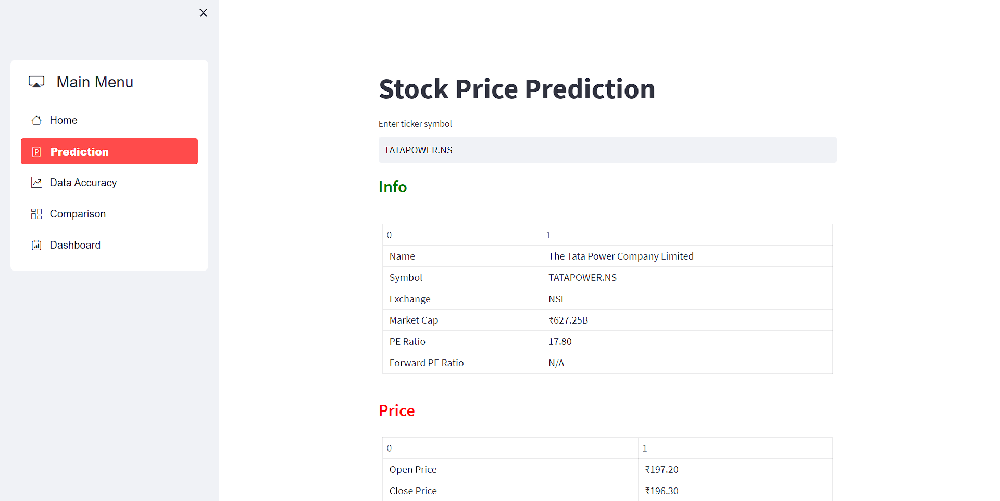 Main Menu
Home
Prediction
Data Accuracy
Comparison
Dashboard
Stock Price Prediction
Enter ticker symbol
TATAPOWER.NS
Info
0 1
Name The Tata Power Company Limited
Symbol TATAPOWER.NS
Exchange NSI
Market Cap ₹627.25B
PE Ratio 17.80
Forward PE Ratio N/A
Price
0 1
Open Price ₹197.20
Close Price ₹196.30